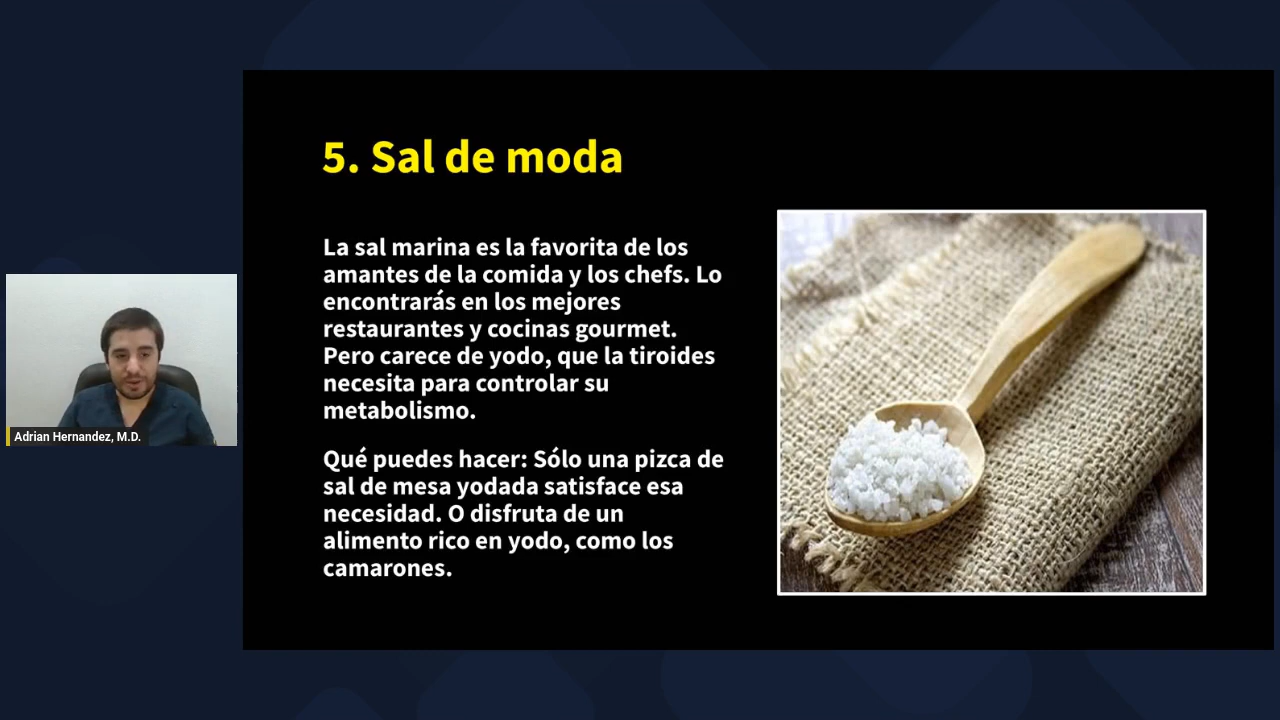 5. Sal de moda
La sal marina es la favorita de los
amantes de la comida y los chefs. Lo
encontrarás en los mejores
restaurantes y cocinas gourmet.
Pero carece de yodo, que la tiroides
necesita para controlar su
metabolismo.
Qué puedes hacer: Sólo una pizca de
sal de mesa yodada satisface esa
necesidad. O disfruta de un
alimento rico en yodo, como los
camarones.
Adrian Hernandez, M.D.